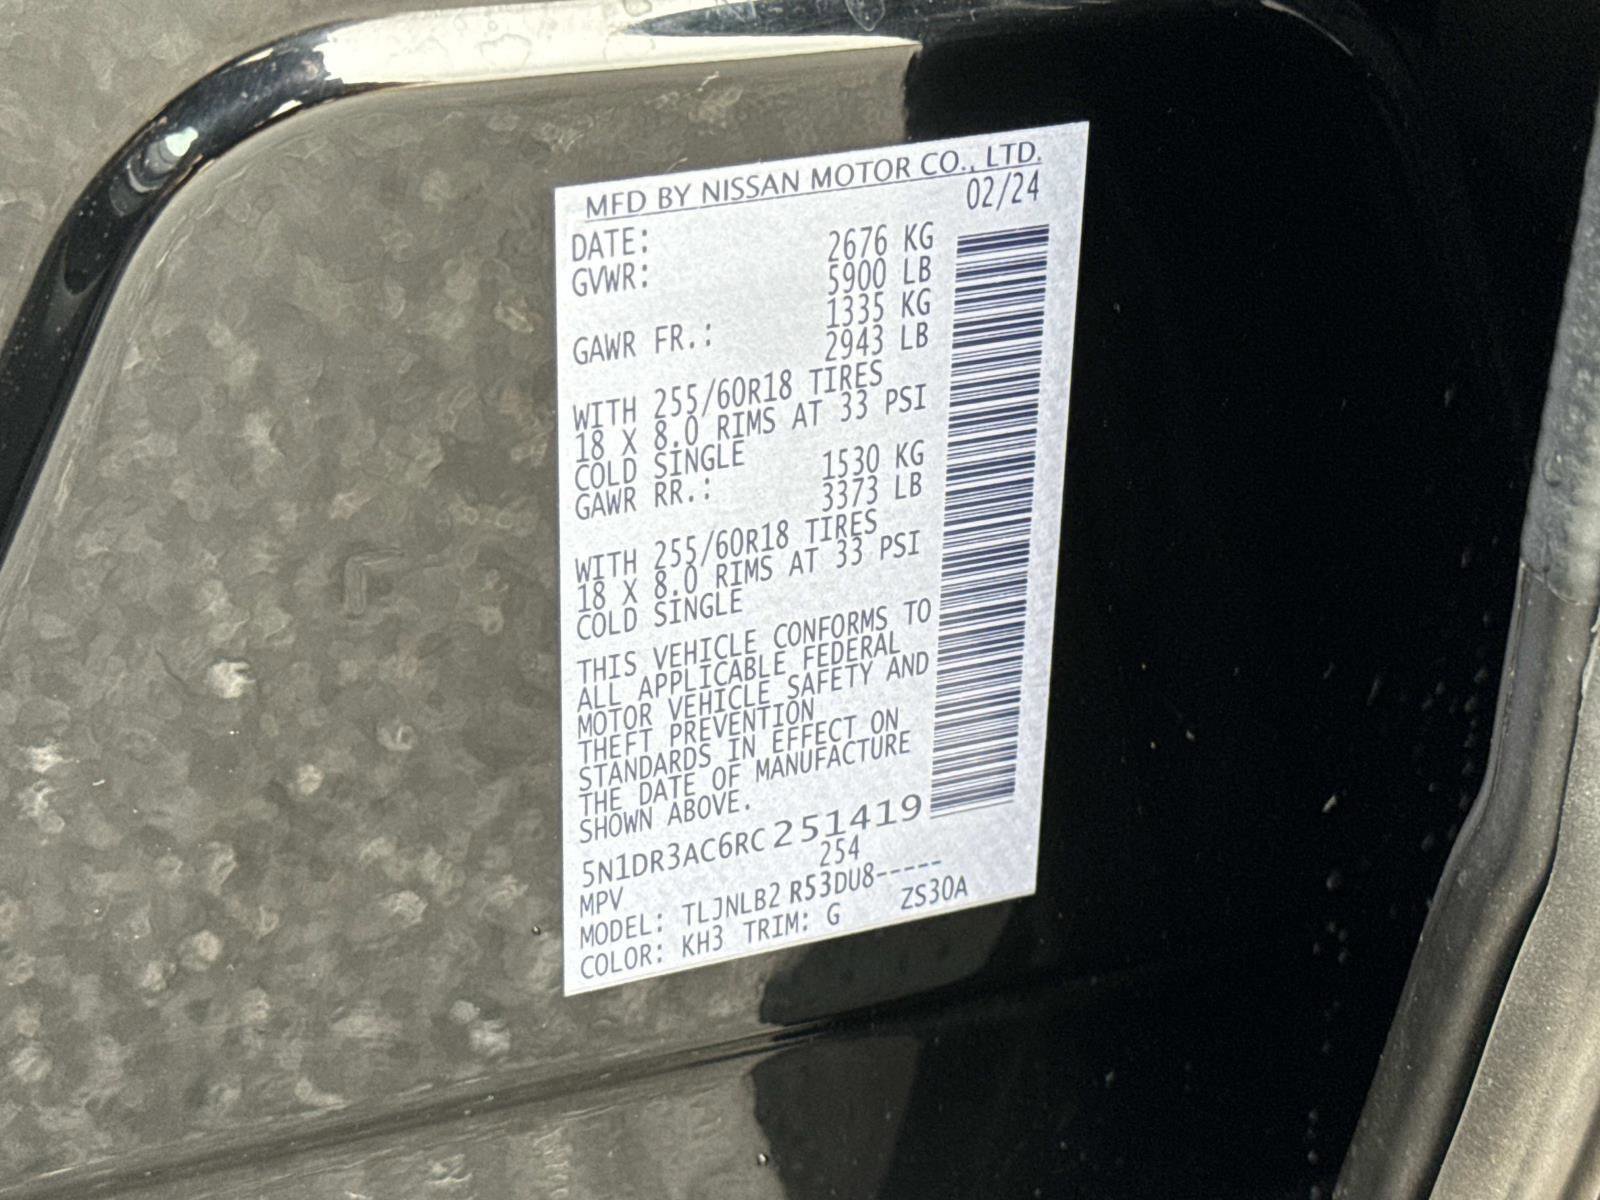 MFD BY NISSAN MOTOR CO., LTD.
DATE: 02/24
GVWR: 2676 KG
5900 LB
GAWR FR.: 1335 KG
2943 LB
WITH 255/60R18 TIRES
18 X 8.0 RIMS AT 33 PSI
COLD SINGLE
GAWR RR.: 1530 KG
3373 LB
WITH 255/60R18 TIRES
18 X 8.0 RIMS AT 33 PSI
COLD SINGLE
THIS VEHICLE CONFORMS TO
ALL APPLICABLE FEDERAL
MOTOR VEHICLE SAFETY AND
THEFT PREVENTION
STANDARDS IN EFFECT ON
THE DATE OF MANUFACTURE
SHOWN ABOVE.
5N1DR3AC6RC251419
MPV 254
MODEL: TLJNLB2 R53DU8-----
COLOR: KH3 TRIM: G ZS30A